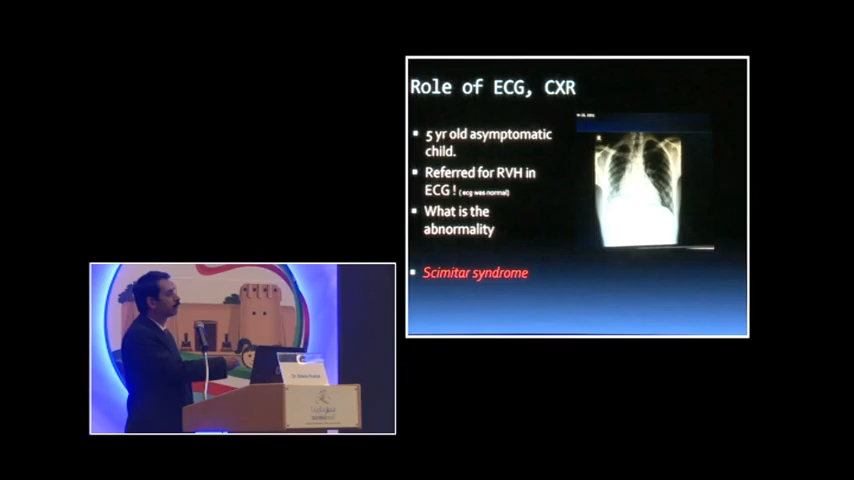 Role of ECG, CXR
5 yr old asymptomatic
child.
Referred for RVH in
ECG ! ( ecg was normal)
What is the
abnormality
Scimitar syndrome
R